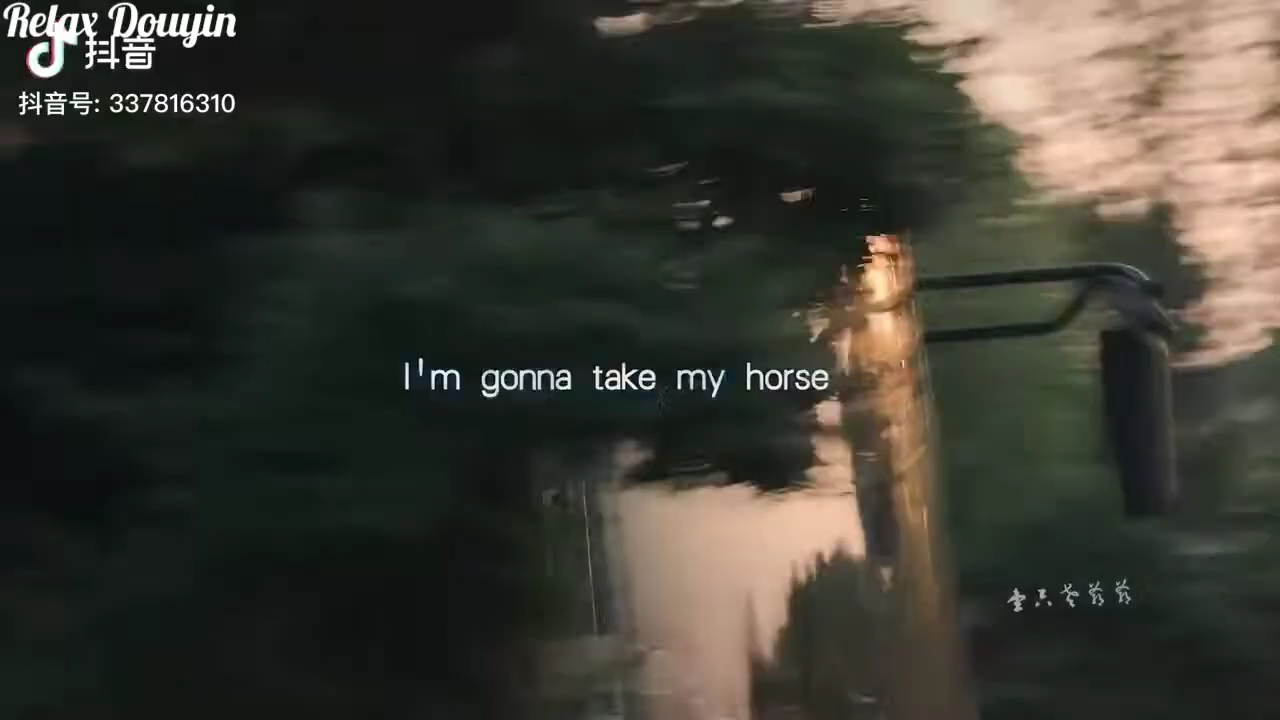 Relax Douyin
抖音
抖音号: 337816310
I'm gonna take my horse